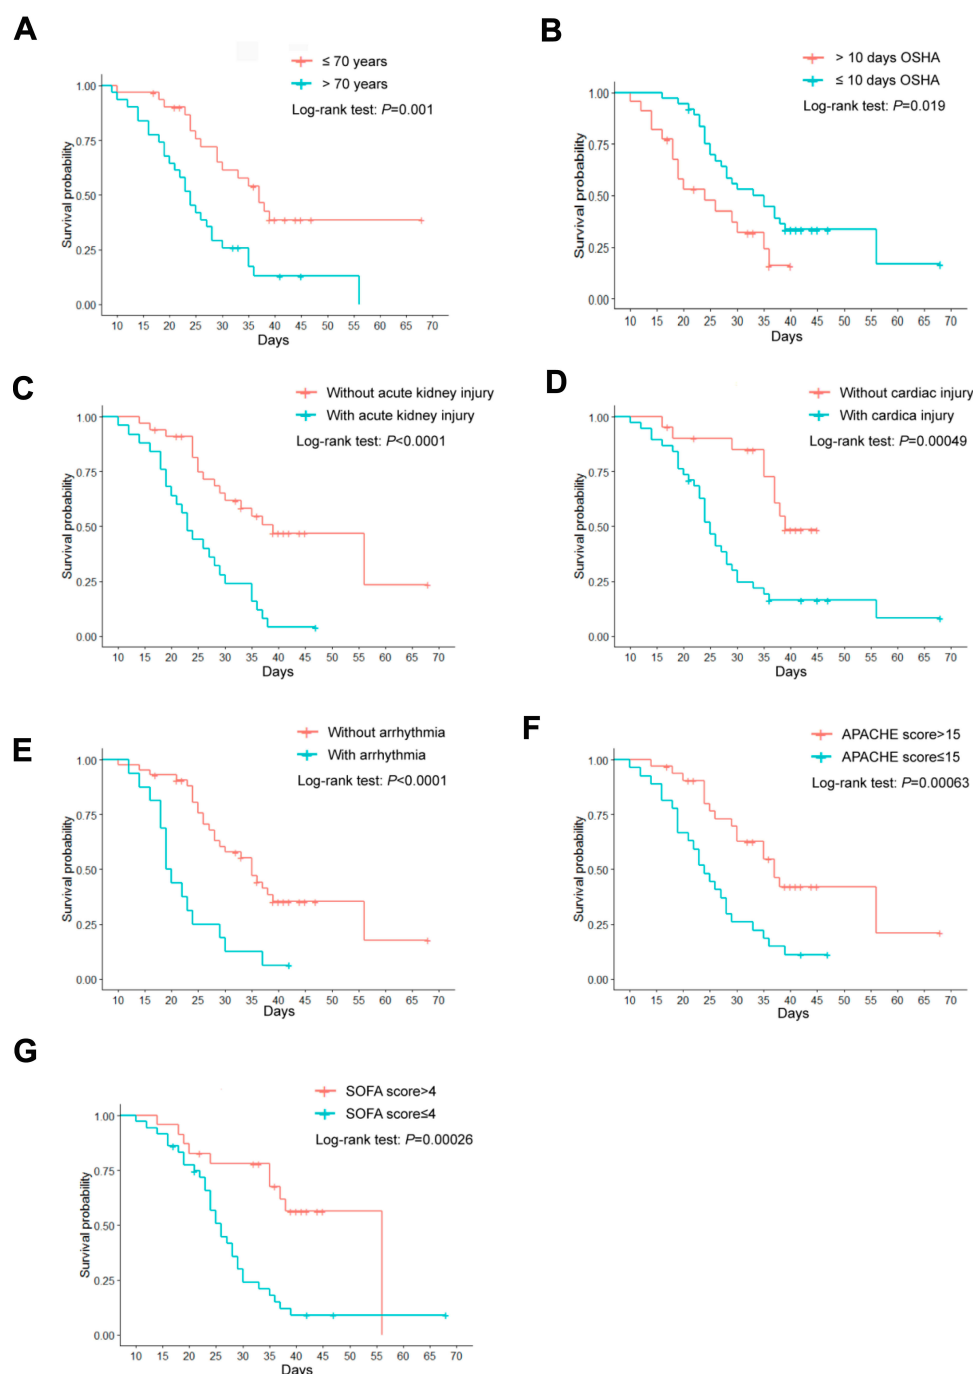 A
≤ 70 years
> 70 years
Log-rank test: P=0.001
Survival probability
1.00
0.75
0.50
0.25
0.00
10 15 20 25 30 35 40 45 50 55 60 65 70
Days
B
> 10 days OSHA
≤ 10 days OSHA
Log-rank test: P=0.019
Survival probability
1.00
0.75
0.50
0.25
0.00
10 15 20 25 30 35 40 45 50 55 60 65 70
Days
C
Without acute kidney injury
With acute kidney injury
Log-rank test: P<0.0001
Survival probability
1.00
0.75
0.50
0.25
0.00
10 15 20 25 30 35 40 45 50 55 60 65 70
Days
D
Without cardiac injury
With cardica injury
Log-rank test: P=0.00049
Survival probability
1.00
0.75
0.50
0.25
0.00
10 15 20 25 30 35 40 45 50 55 60 65 70
Days
E
Without arrhythmia
With arrhythmia
Log-rank test: P<0.0001
Survival probability
1.00
0.75
0.50
0.25
0.00
10 15 20 25 30 35 40 45 50 55 60 65 70
Days
F
APACHE score>15
APACHE score≤15
Log-rank test: P=0.00063
Survival probability
1.00
0.75
0.50
0.25
0.00
10 15 20 25 30 35 40 45 50 55 60 65 70
Days
G
SOFA score>4
SOFA score≤4
Log-rank test: P=0.00026
Survival probability
1.00
0.75
0.50
0.25
0.00
10 15 20 25 30 35 40 45 50 55 60 65 70
Days